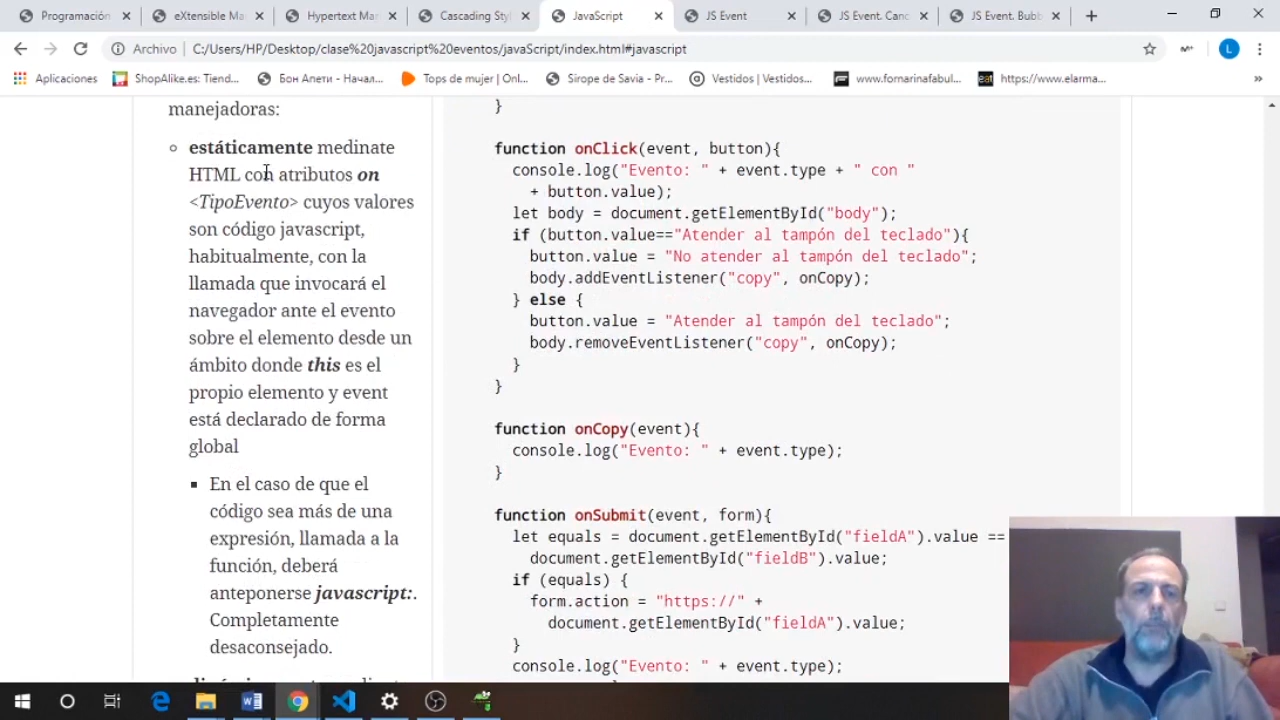 Programación
eXtensible Ma
Hypertext Mar
Cascading Styl
JavaScript
JS Event
JS Event. Canc
JS Event. Bubb
Archivo
C:/Users/HP/Desktop/clase%20javascript%20eventos/javaScript/index.html#javascript
L
Aplicaciones
ShopAlike.es: Tiend...
Бон Апети - Начал...
Tops de mujer | Onl...
Sirope de Savia - Pr...
Vestidos | Vestidos...
www.fornarinafabul...
eat
https://www.elarma...
»
manejadoras:
estáticamente medinate
HTML con atributos on
<TipoEvento> cuyos valores
son código javascript,
habitualmente, con la
llamada que invocará el
navegador ante el evento
sobre el elemento desde un
ámbito donde this es el
propio elemento y event
está declarado de forma
global
En el caso de que el
código sea más de una
expresión, llamada a la
función, deberá
anteponerse javascript:.
Completamente
desaconsejado.
}
function onClick(event, button){
console.log("Evento: " + event.type + " con "
+ button.value);
let body = document.getElementById("body");
if (button.value=="Atender al tampón del teclado"){
button.value = "No atender al tampón del teclado";
body.addEventListener("copy", onCopy);
} else {
button.value = "Atender al tampón del teclado";
body.removeEventListener("copy", onCopy);
}
}
function onCopy(event){
console.log("Evento: " + event.type);
}
function onSubmit(event, form){
let equals = document.getElementById("fieldA").value ==
document.getElementById("fieldB").value;
if (equals) {
form.action = "https://" +
document.getElementById("fieldA").value;
}
console.log("Evento: " + event.type);